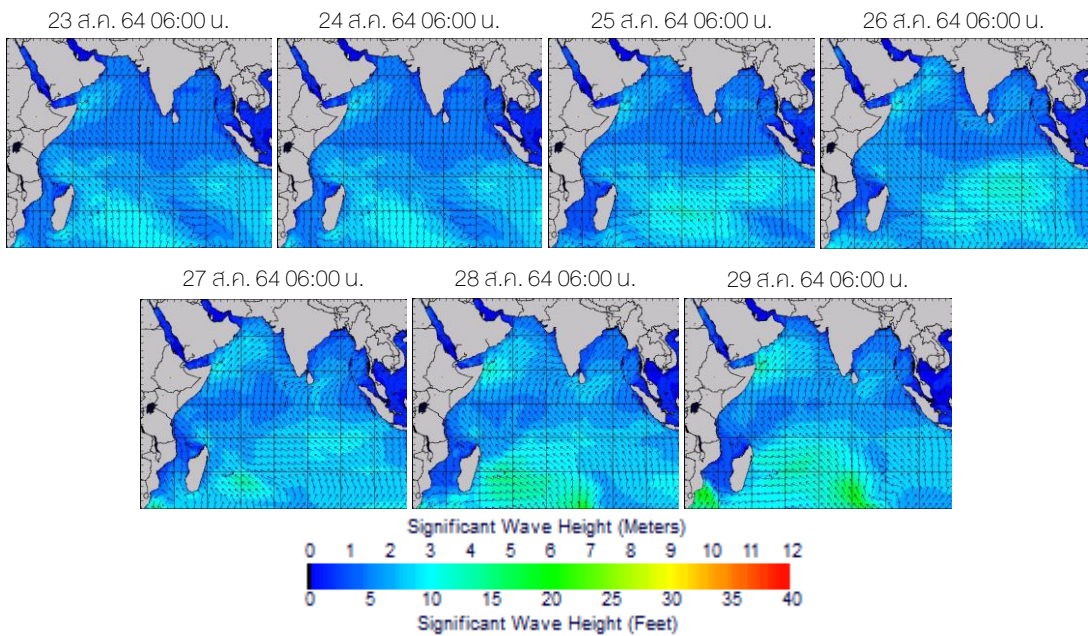 23 ส.ค. 64 06:00 น.
24 ส.ค. 64 06:00 น.
25 ส.ค. 64 06:00 น.
26 ส.ค. 64 06:00 น.
27 ส.ค. 64 06:00 น.
28 ส.ค. 64 06:00 น.
29 ส.ค. 64 06:00 น.
Significant Wave Height (Meters)
0 1 2 3 4 5 6 7 8 9 10 11 12
0 5 10 15 20 25 30 35 40
Significant Wave Height (Feet)